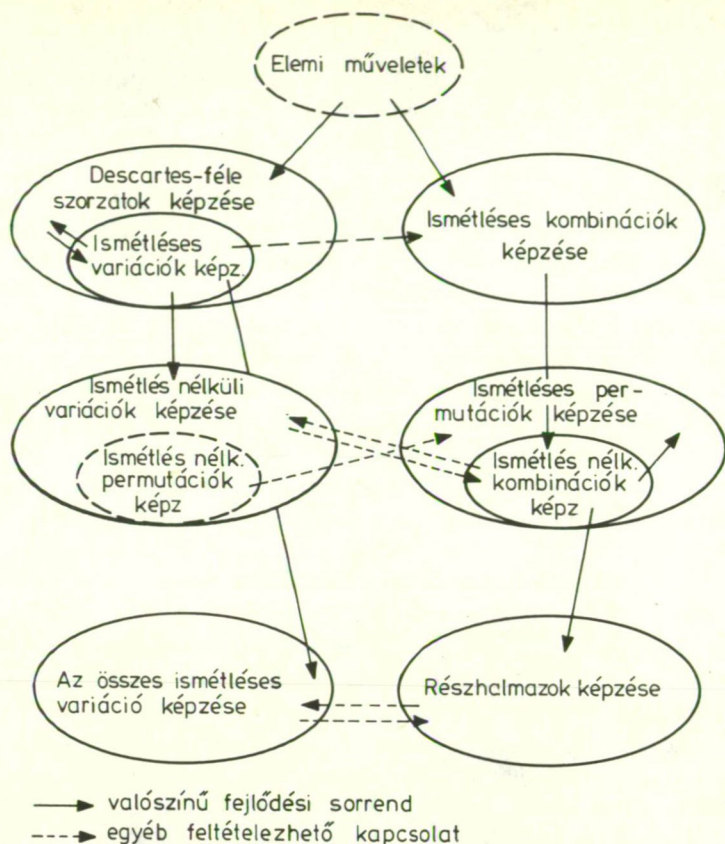 Elemi műveletek
Descartes-féle
szorzatok képzése
Ismétléses
variációk képz.
Ismétléses kombinációk
képzése
Ismétlés nélküli
variációk képzése
Ismétlés nélk.
permutációk
képz
Ismétléses per-
mutációk képzése
Ismétlés nélk.
kombinációk
képz
Az összes ismétléses
variáció képzése
Részhalmazok képzése
valószínű fejlődési sorrend
egyéb feltételezhető kapcsolat